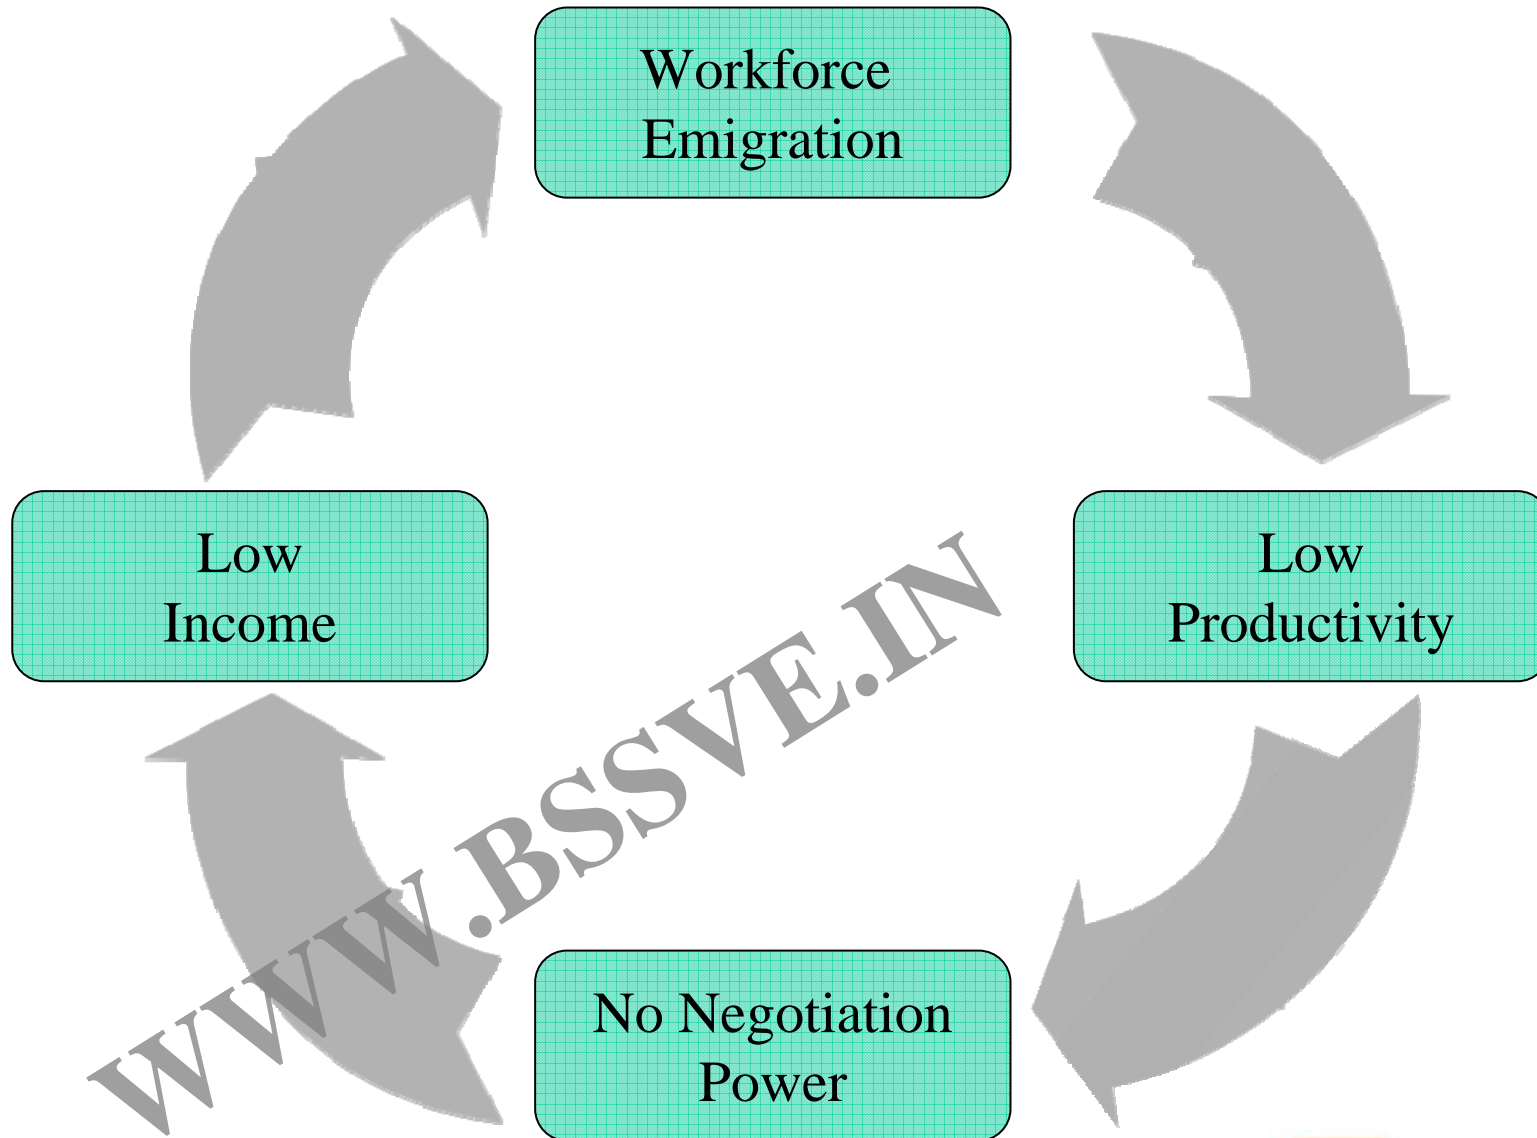 Workforce
Emigration
Low
Income
Low
Productivity
No Negotiation
Power
WWW.BSSVE.IN